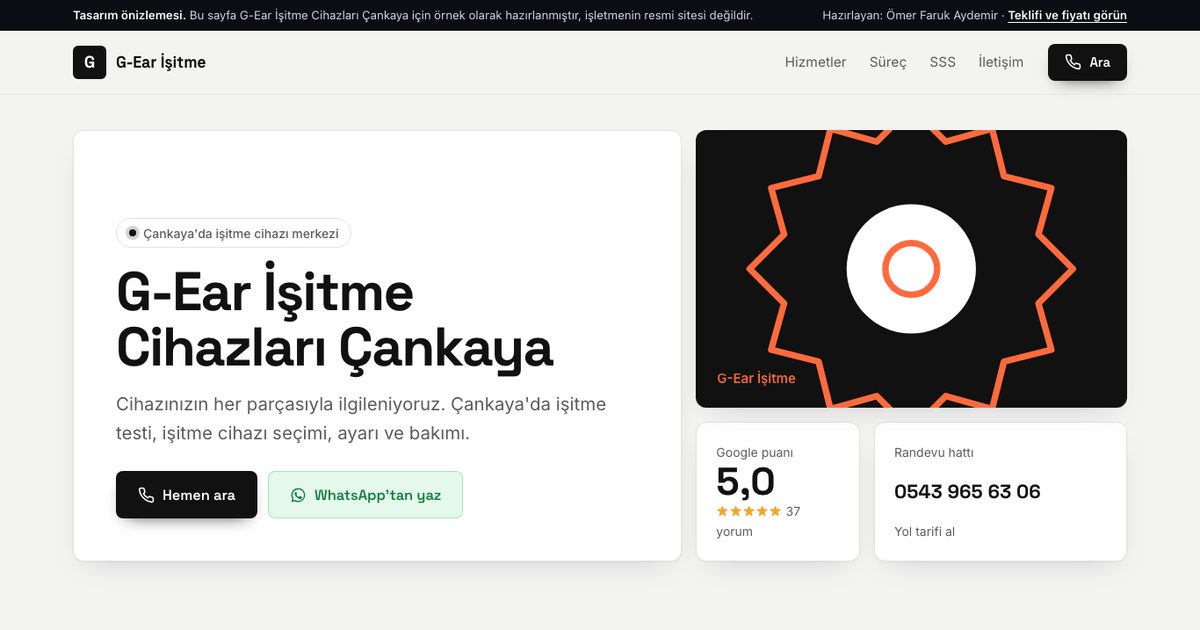 Tasarım önizlemesi. Bu sayfa G-Ear İşitme Cihazları Çankaya için örnek olarak hazırlanmıştır, işletmenin resmi sitesi değildir.
Hazırlayan: Ömer Faruk Aydemir · Teklifi ve fiyatı görün
G
G-Ear İşitme
Hizmetler
Süreç
SSS
İletişim
Ara
Çankaya'da işitme cihazı merkezi
G-Ear İşitme
Cihazları Çankaya
Cihazınızın her parçasıyla ilgileniyoruz. Çankaya'da işitme
testi, işitme cihazı seçimi, ayarı ve bakımı.
Hemen ara
WhatsApp'tan yaz
G-Ear İşitme
Google puanı
5,0
★★★★★ 37
yorum
Randevu hattı
0543 965 63 06
Yol tarifi al